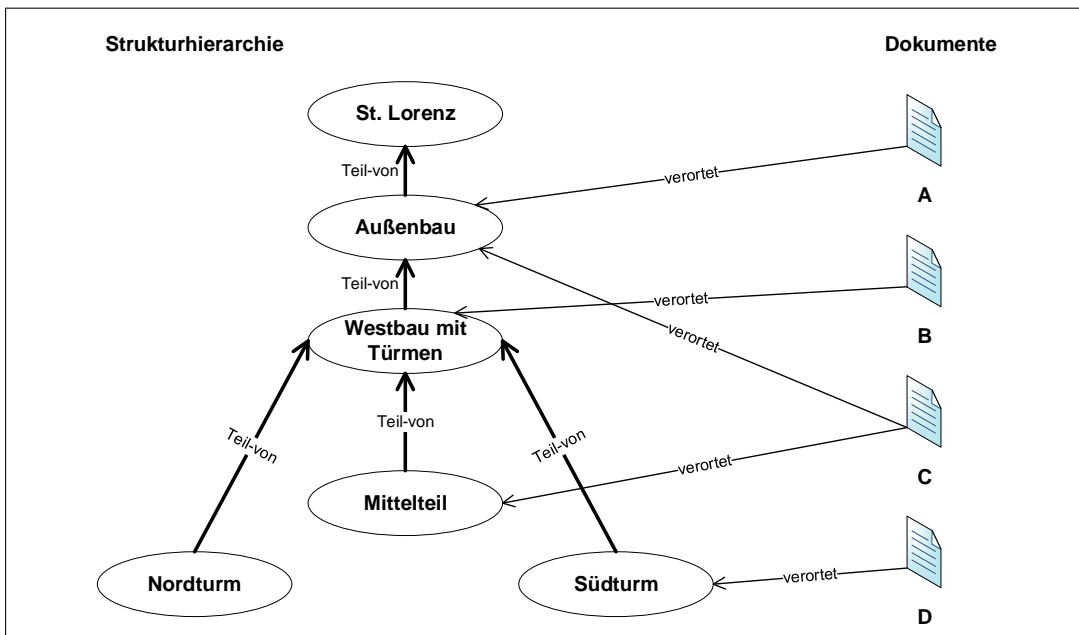 Strukturhierarchie
Dokumente
St. Lorenz
Teil-von
verortet
A
Außenbau
Teil-von
verortet
B
Westbau mit
Türmen
verortet
Teil-von
Teil-von
Teil-von
verortet
C
Mittelteil
Nordturm
Südturm
verortet
D